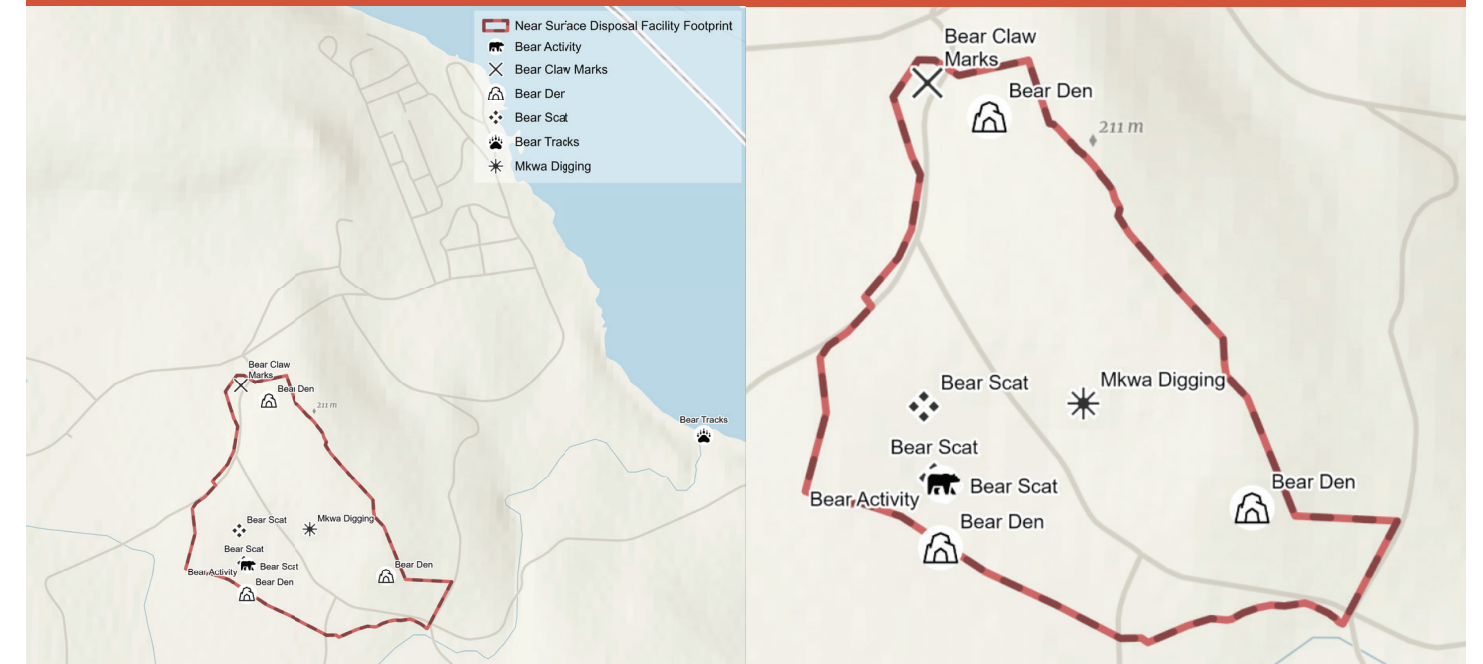 Near Surface Disposal Facility Footprint
Bear Activity
Bear Claw Marks
Bear Der
Bear Scat
Bear Tracks
Mkwa Digging
Bear Claw
Marks
Bear Den
211 m
Bear Tracks
Bear Scat
Mkwa Digging
Bear Scat
Bear Scat
Bear Activity
Bear Den
Bear Den
Bear Claw
Marks
Bear Den
211 m
Bear Scat
Mkwa Digging
Bear Scat
Bear Scat
Bear Activity
Bear Den
Bear Den